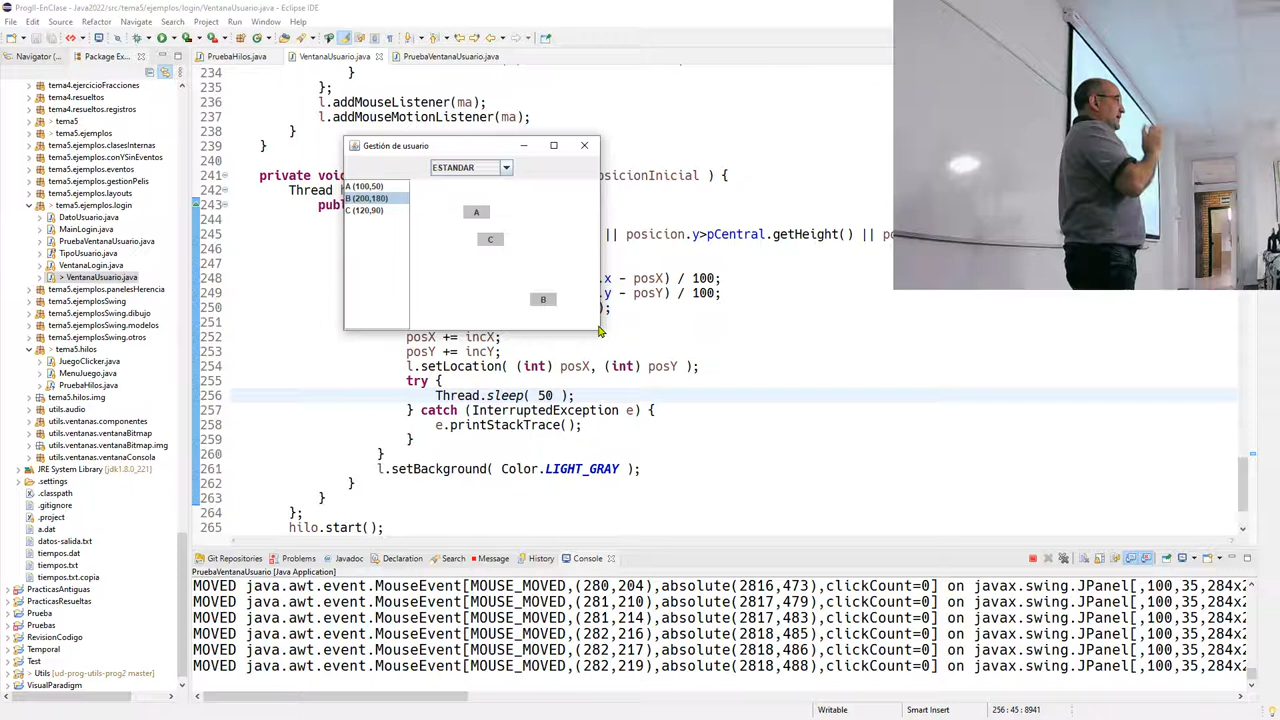 ProgII-EnClase - Java2022/src/tema5/ejemplos/login/VentanaUsuario.java - Eclipse IDE
File Edit Source Refactor Navigate Search Project Run Window Help
Navigator (... Package Ex...
PruebaHilos.java VentanaUsuario.java PruebaVentanaUsuario.java
tema4.ejercicioFracciones
tema4.resueltos
tema4.resueltos.registros
tema5
tema5.ejemplos
tema5.ejemplos.clasesInternas
tema5.ejemplos.conYSinEventos
tema5.ejemplos.eventos
tema5.ejemplos.gestionPelis
tema5.ejemplos.layouts
tema5.ejemplos.login
DatoUsuario.java
MainLogin.java
PruebaVentanaUsuario.java
TipoUsuario.java
VentanaLogin.java
> VentanaUsuario.java
tema5.ejemplos.panelesHerencia
tema5.ejemplosSwing
tema5.ejemplosSwing.dibujo
tema5.ejemplosSwing.modelos
tema5.ejemplosSwing.otros
tema5.hilos
JuegoClicker.java
MenuJuego.java
PruebaHilos.java
tema5.hilos.img
utils.audio
utils.ventanas.componentes
utils.ventanas.ventanaBitmap
utils.ventanas.ventanaBitmap.img
utils.ventanas.ventanaConsola
JRE System Library [jdk1.8.0_221]
.settings
.classpath
.gitignore
.project
a.dat
datos-salida.txt
tiempos.dat
tiempos.txt
tiempos.txt.copia
PracticasAntiguas
PracticasResueltas
Prueba
Pruebas
RevisionCodigo
Temporal
Test
Utils [ud-prog-utils-prog2 master]
VisualParadigm
234 }
235 };
236 l.addMouseListener(ma);
237 l.addMouseMotionListener(ma);
238 }
239 }
240
241 private void osicionInicial ) {
242 Thread
243 pub
244
245 || posicion.y>pCentral.getHeight() || po
248 .x - posX) / 100;
249 .y - posY) / 100;
250 );
251
252 posX += incX;
253 posY += incY;
254 l.setLocation( (int) posX, (int) posY );
255 try {
256 Thread.sleep( 50 );
257 } catch (InterruptedException e) {
258 e.printStackTrace();
259 }
260 }
261 l.setBackground( Color.LIGHT_GRAY );
262 }
263 }
264 };
265 hilo.start();
Gestión de usuario
ESTANDAR
A (100,50)
B (200,180)
C (120,90)
A
C
B
Git Repositories Problems Javadoc Declaration Search Message History Console
PruebaVentanaUsuario [Java Application]
MOVED java.awt.event.MouseEvent[MOUSE_MOVED,(280,204),absolute(2816,473),clickCount=0] on javax.swing.JPanel[,100,35,284x2
MOVED java.awt.event.MouseEvent[MOUSE_MOVED,(281,210),absolute(2817,479),clickCount=0] on javax.swing.JPanel[,100,35,284x2
MOVED java.awt.event.MouseEvent[MOUSE_MOVED,(281,214),absolute(2817,483),clickCount=0] on javax.swing.JPanel[,100,35,284x2
MOVED java.awt.event.MouseEvent[MOUSE_MOVED,(282,216),absolute(2818,485),clickCount=0] on javax.swing.JPanel[,100,35,284x2
MOVED java.awt.event.MouseEvent[MOUSE_MOVED,(282,217),absolute(2818,486),clickCount=0] on javax.swing.JPanel[,100,35,284x2
MOVED java.awt.event.MouseEvent[MOUSE_MOVED,(282,219),absolute(2818,488),clickCount=0] on javax.swing.JPanel[,100,35,284x2
Writable Smart Insert 256 : 45 : 8941